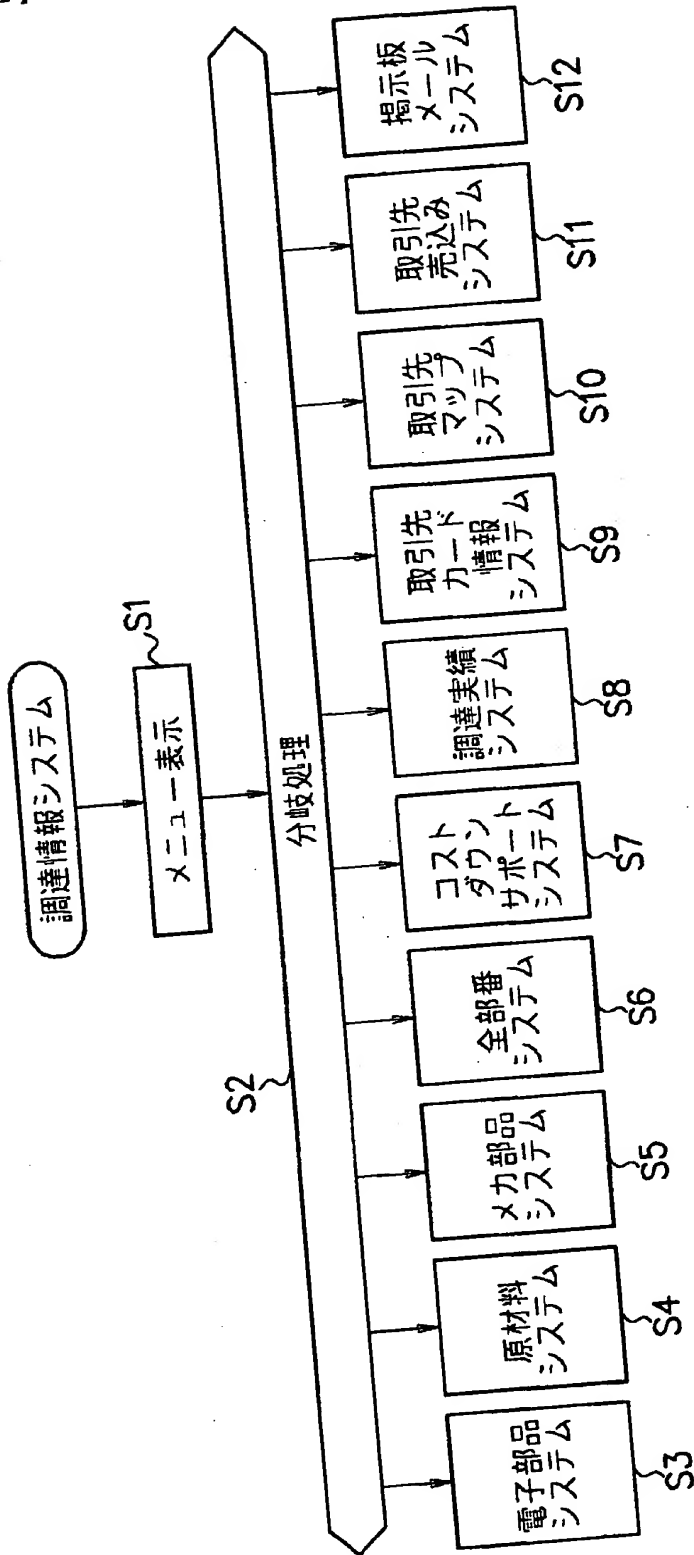 調達情報システム
メニュー表示
S1
分岐処理
S2
電子部品
システム
S3
原材料
システム
S4
メカ部品
システム
S5
全部番
システム
S6
コスト
ダウン
サポート
システム
S7
調達実績
システム
S8
取引先
カード
情報
システム
S9
取引先
マップ
システム
S10
取引先
売込み
システム
S11
掲示板
メール
システム
S12